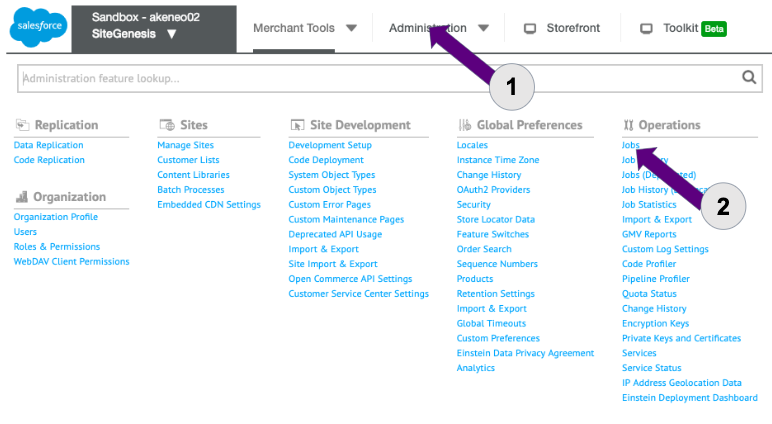 salesforce
Sandbox - akeneo02
SiteGenesis
Merchant Tools
Administration
Storefront
Toolkit Beta
Administration feature lookup...
1
Replication
Data Replication
Code Replication
Organization
Organization Profile
Users
Roles & Permissions
WebDAV Client Permissions
Sites
Manage Sites
Customer Lists
Content Libraries
Batch Processes
Embedded CDN Settings
Site Development
Development Setup
Code Deployment
System Object Types
Custom Object Types
Custom Error Pages
Custom Maintenance Pages
Deprecated API Usage
Import & Export
Site Import & Export
Open Commerce API Settings
Customer Service Center Settings
Global Preferences
Locales
Instance Time Zone
Change History
OAuth2 Providers
Security
Store Locator Data
Feature Switches
Order Search
Sequence Numbers
Products
Retention Settings
Import & Export
Global Timeouts
Custom Preferences
Einstein Data Privacy Agreement
Analytics
Operations
Jobs
Job
Jobs
Job History
2
Job Statistics
Import & Export
GMV Reports
Custom Log Settings
Code Profiler
Pipeline Profiler
Quota Status
Change History
Encryption Keys
Private Keys and Certificates
Services
Service Status
IP Address Geolocation Data
Einstein Deployment Dashboard